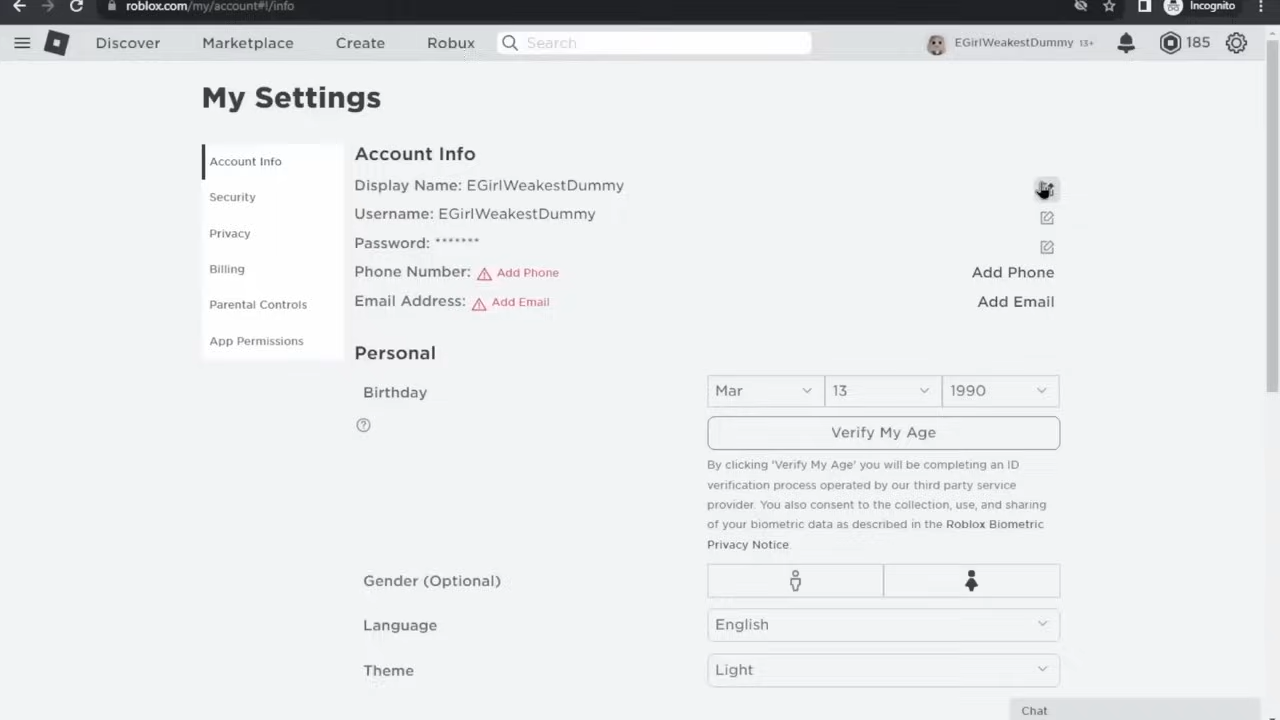 roblox.com/my/account#!/info
Incognito
Discover
Marketplace
Create
Robux
Search
EGirlWeakestDummy 13+
185
My Settings
Account Info
Security
Privacy
Billing
Parental Controls
App Permissions
Account Info
Display Name: EGirlWeakestDummy
Username: EGirlWeakestDummy
Password: *******
Phone Number: Add Phone
Add Phone
Email Address: Add Email
Add Email
Personal
Birthday
Mar
13
1990
Verify My Age
By clicking 'Verify My Age' you will be completing an ID
verification process operated by our third party service
provider. You also consent to the collection, use, and sharing
of your biometric data as described in the Roblox Biometric
Privacy Notice.
Gender (Optional)
Language
English
Theme
Light
Chat